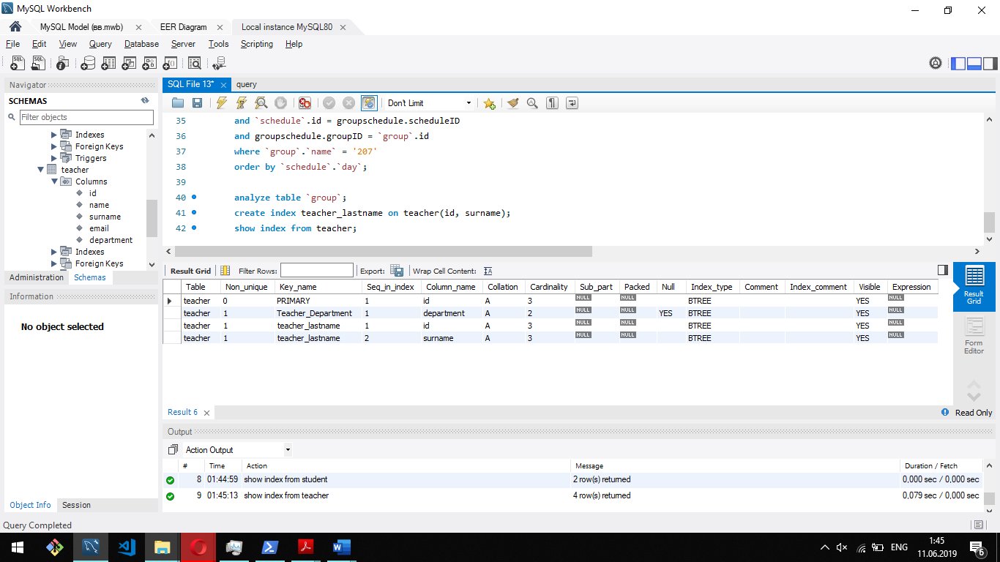 MySQL Workbench
MySQL Model (вв.mwb) EER Diagram Local instance MySQL80
File Edit View Query Database Server Tools Scripting Help
Navigator
SCHEMAS
Filter objects
Indexes
Foreign Keys
Triggers
teacher
Columns
id
name
surname
email
department
Indexes
Foreign Keys
Administration Schemas
Information
No object selected
Object Info Session
SQL File 13* query
Don't Limit
35 and `schedule`.id = groupschedule.scheduleID
36 and groupschedule.groupID = `group`.id
37 where `group`.`name` = '207'
38 order by `schedule`.`day`;
39
40 analyze table `group`;
41 create index teacher_lastname on teacher(id, surname);
42 show index from teacher;
Result Grid Filter Rows: Export: Wrap Cell Content:
Table Non_unique Key_name Seq_in_index Column_name Collation Cardinality Sub_part Packed Null Index_type Comment Index_comment Visible Expression
teacher 0 PRIMARY 1 id A 3 NULL NULL BTREE YES NULL
teacher 1 Teacher_Department 1 department A 2 NULL NULL YES BTREE YES NULL
teacher 1 teacher_lastname 1 id A 3 NULL NULL BTREE YES NULL
teacher 1 teacher_lastname 2 surname A 3 NULL NULL BTREE YES NULL
Result Grid
Form Editor
Result 6 Read Only
Output
Action Output
# Time Action Message Duration / Fetch
8 01:44:59 show index from student 2 row(s) returned 0,000 sec / 0,000 sec
9 01:45:13 show index from teacher 4 row(s) returned 0,079 sec / 0,000 sec
Query Completed
ENG 1:45
11.06.2019
6